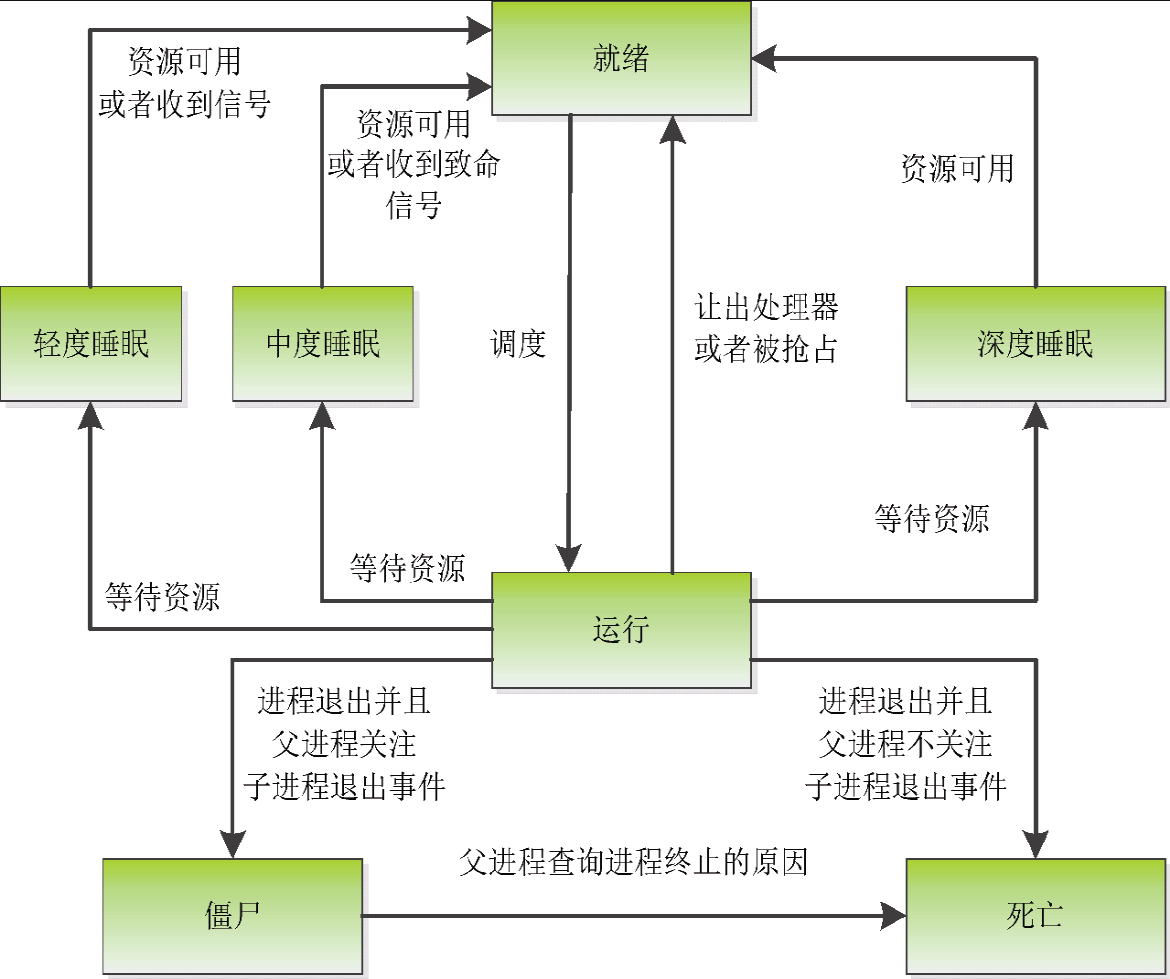 就绪
资源可用
或者收到信号
资源可用
或者收到致命
信号
资源可用
轻度睡眠
中度睡眠
调度
让出处理器
或者被抢占
深度睡眠
等待资源
等待资源
等待资源
运行
进程退出并且
父进程关注
子进程退出事件
进程退出并且
父进程不关注
子进程退出事件
父进程查询进程终止的原因
僵尸
死亡